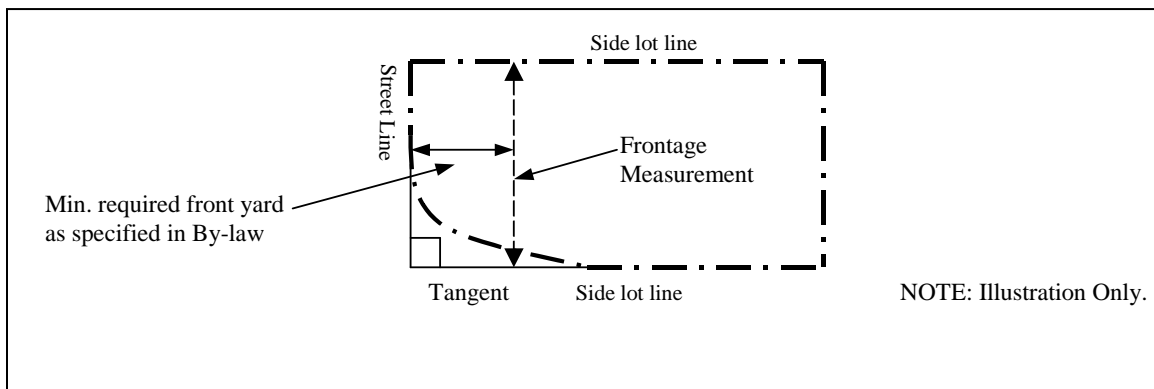 Side lot line
Street Line
Frontage
Measurement
Min. required front yard
as specified in By-law
Tangent
Side lot line
NOTE: Illustration Only.